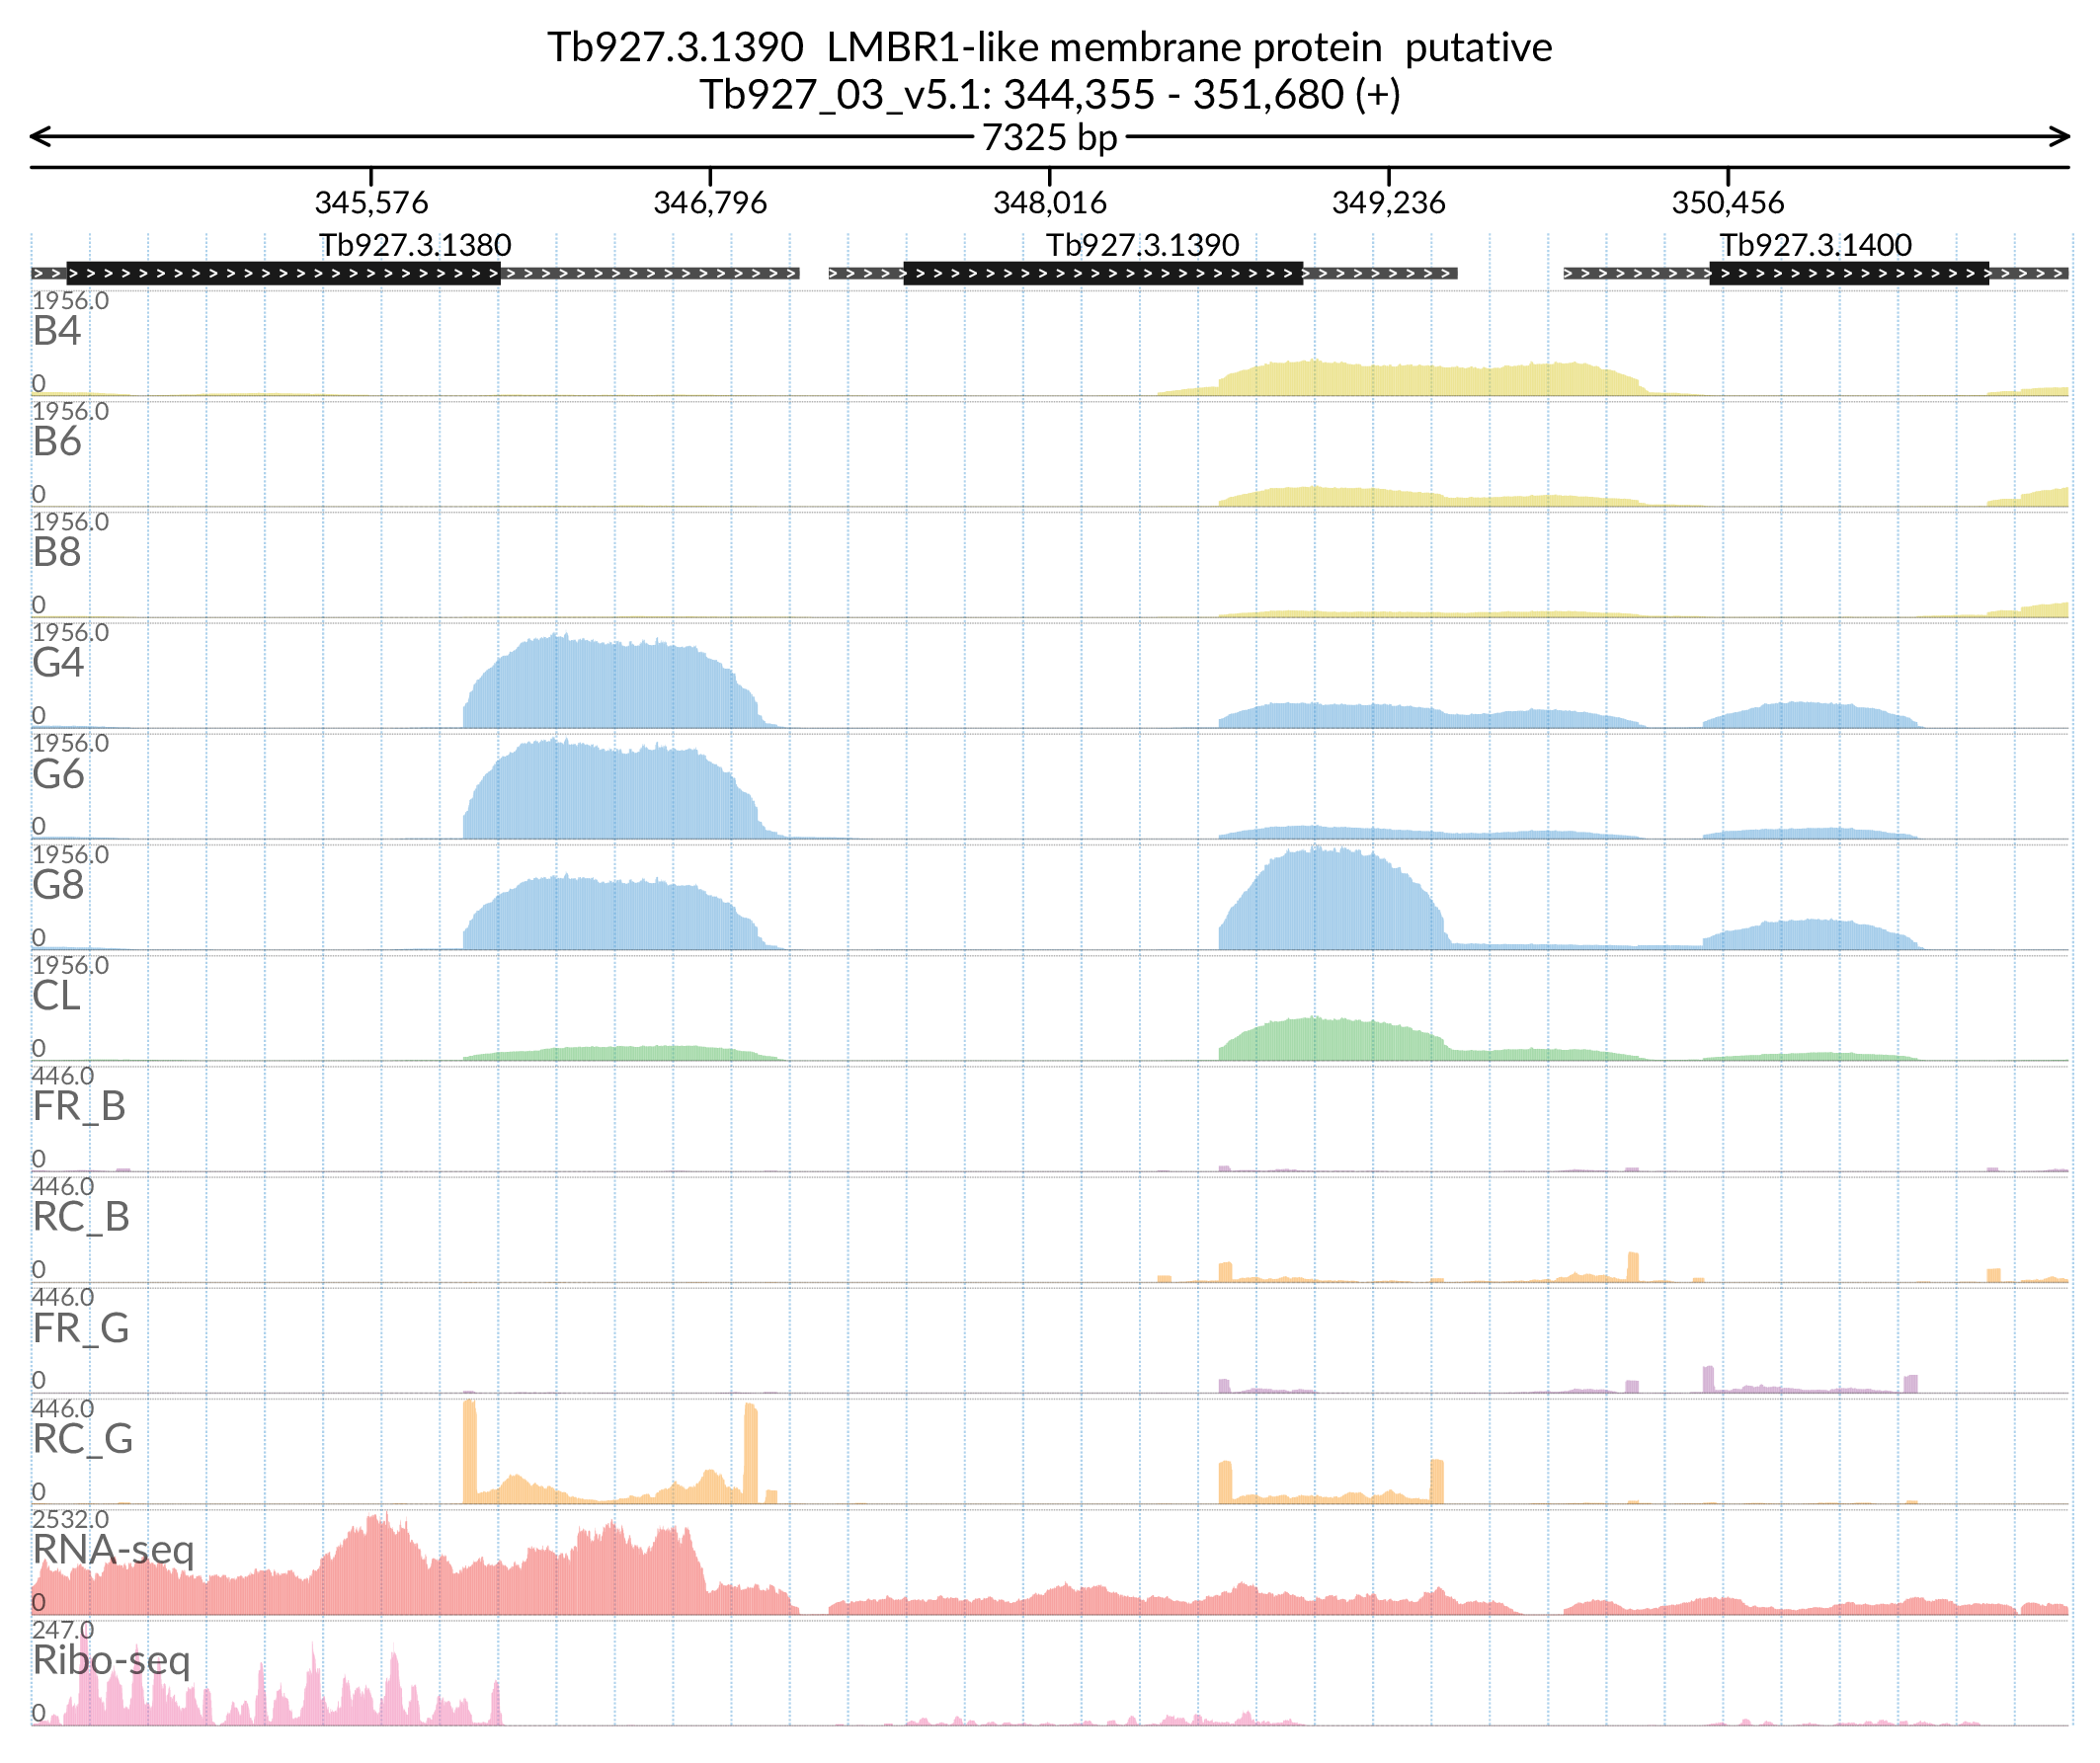 Tb927.3.1390 LMBR1-like membrane protein putative
Tb927_03_v5.1: 344,355 - 351,680 (+)
7325 bp
345,576 346,796 348,016 349,236 350,456
Tb927.3.1380 Tb927.3.1390 Tb927.3.1400
1956.0
B4
0
1956.0
B6
0
1956.0
B8
0
1956.0
G4
0
1956.0
G6
0
1956.0
G8
0
1956.0
CL
0
446.0
FR_B
0
446.0
RC_B
0
446.0
FR_G
0
446.0
RC_G
0
2532.0
RNA-seq
0
247.0
Ribo-seq
0